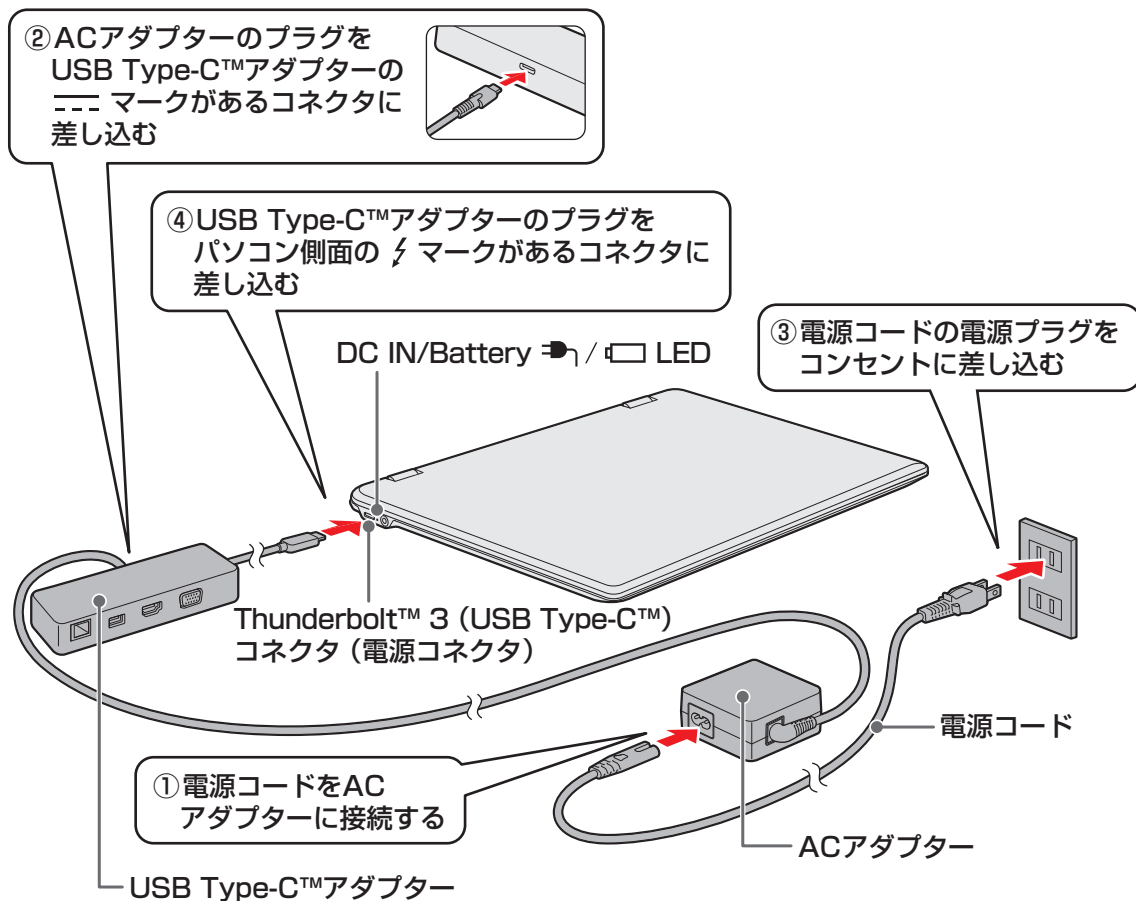 ②ACアダプターのプラグを
USB Type-C™アダプターの
⎓ マークがあるコネクタに
差し込む
④USB Type-C™アダプターのプラグを
パソコン側面の マークがあるコネクタに
差し込む
③電源コードの電源プラグを
コンセントに差し込む
DC IN/Battery / LED
Thunderbolt™ 3（USB Type-C™）
コネクタ（電源コネクタ）
電源コード
①電源コードをAC
アダプターに接続する
ACアダプター
USB Type-C™アダプター